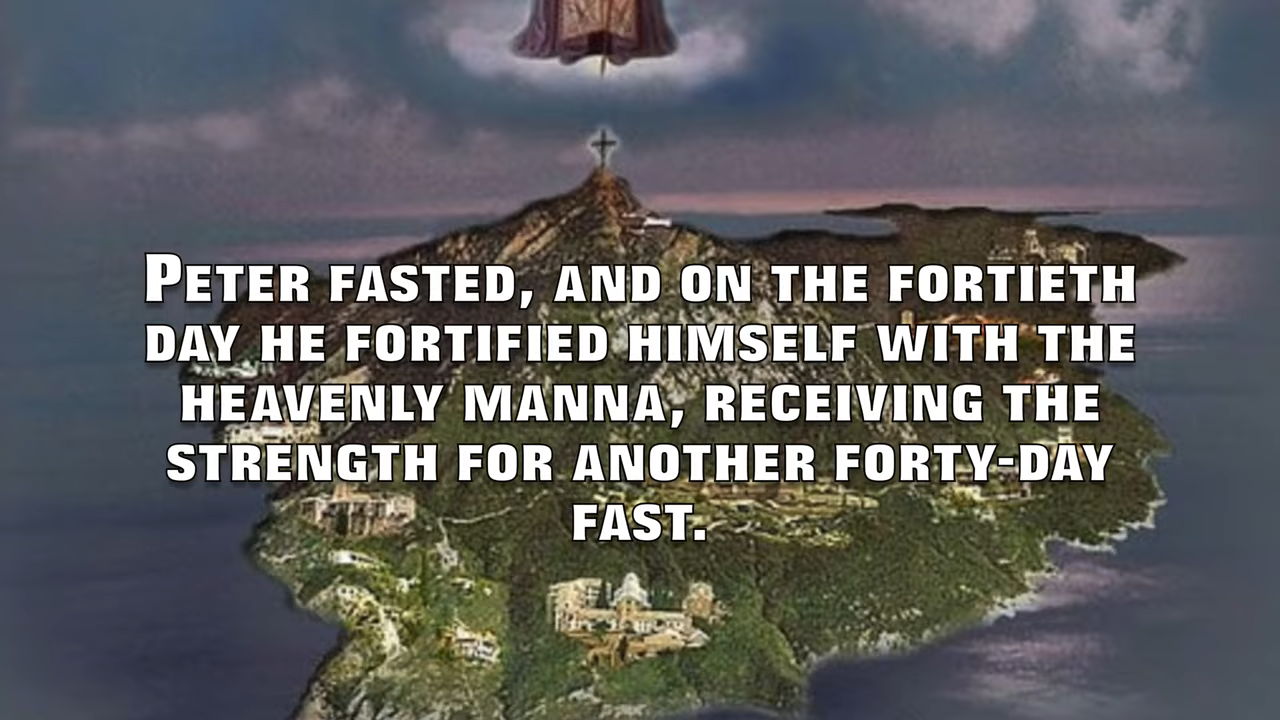 Peter fasted, and on the fortieth
day he fortified himself with the
heavenly manna, receiving the
strength for another forty-day
fast.